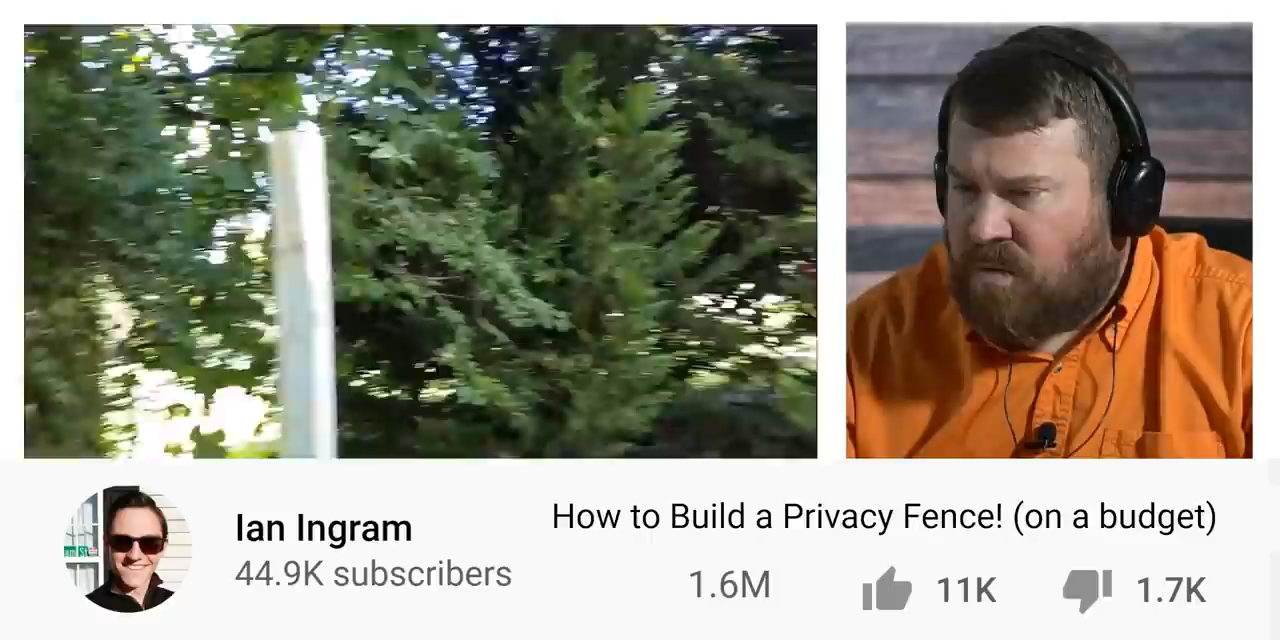 Ian Ingram
44.9K subscribers
How to Build a Privacy Fence! (on a budget)
1.6M
11K
1.7K